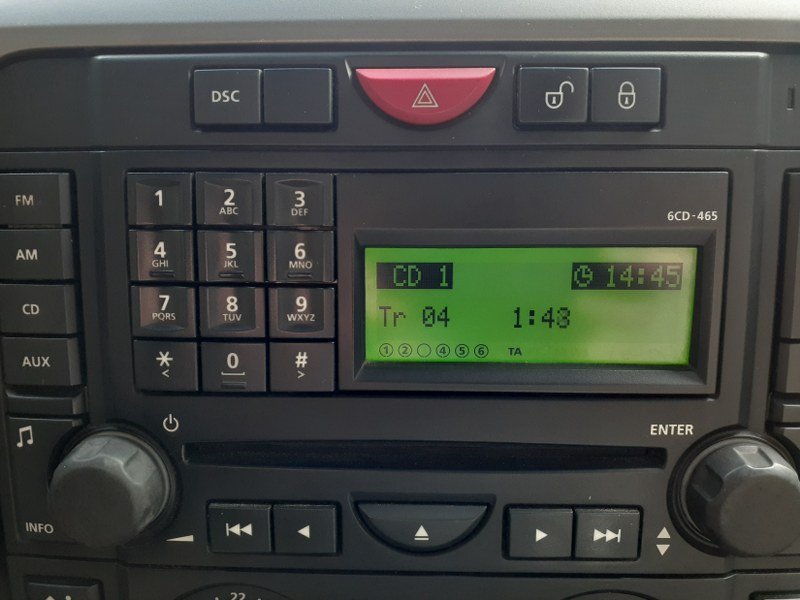 DSC
FM
AM
CD
AUX
INFO
1
2 ABC
3 DEF
4 GHI
5 JKL
6 MNO
7 PQRS
8 TUV
9 WXYZ
* <
0
# >
6CD-465
CD 1 14:45
Tr 04 1:48
1 2 4 5 6 TA
ENTER
22